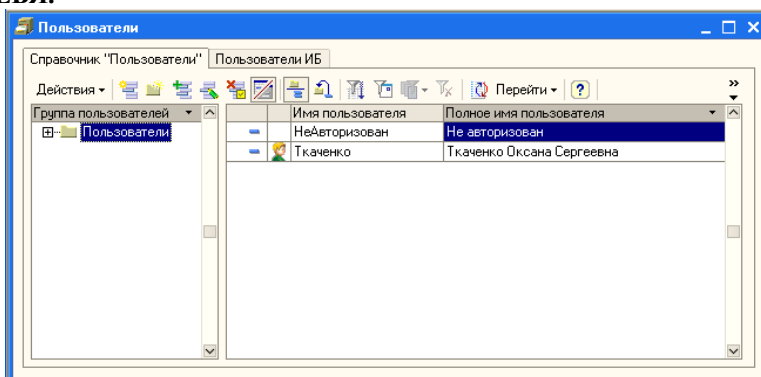 Пользователи
Справочник "Пользователи" Пользователи ИБ
Действия Перейти ?
Группа пользователей Имя пользователя Полное имя пользователя
Пользователи НеАвторизован Не авторизован
Ткаченко Ткаченко Оксана Сергеевна